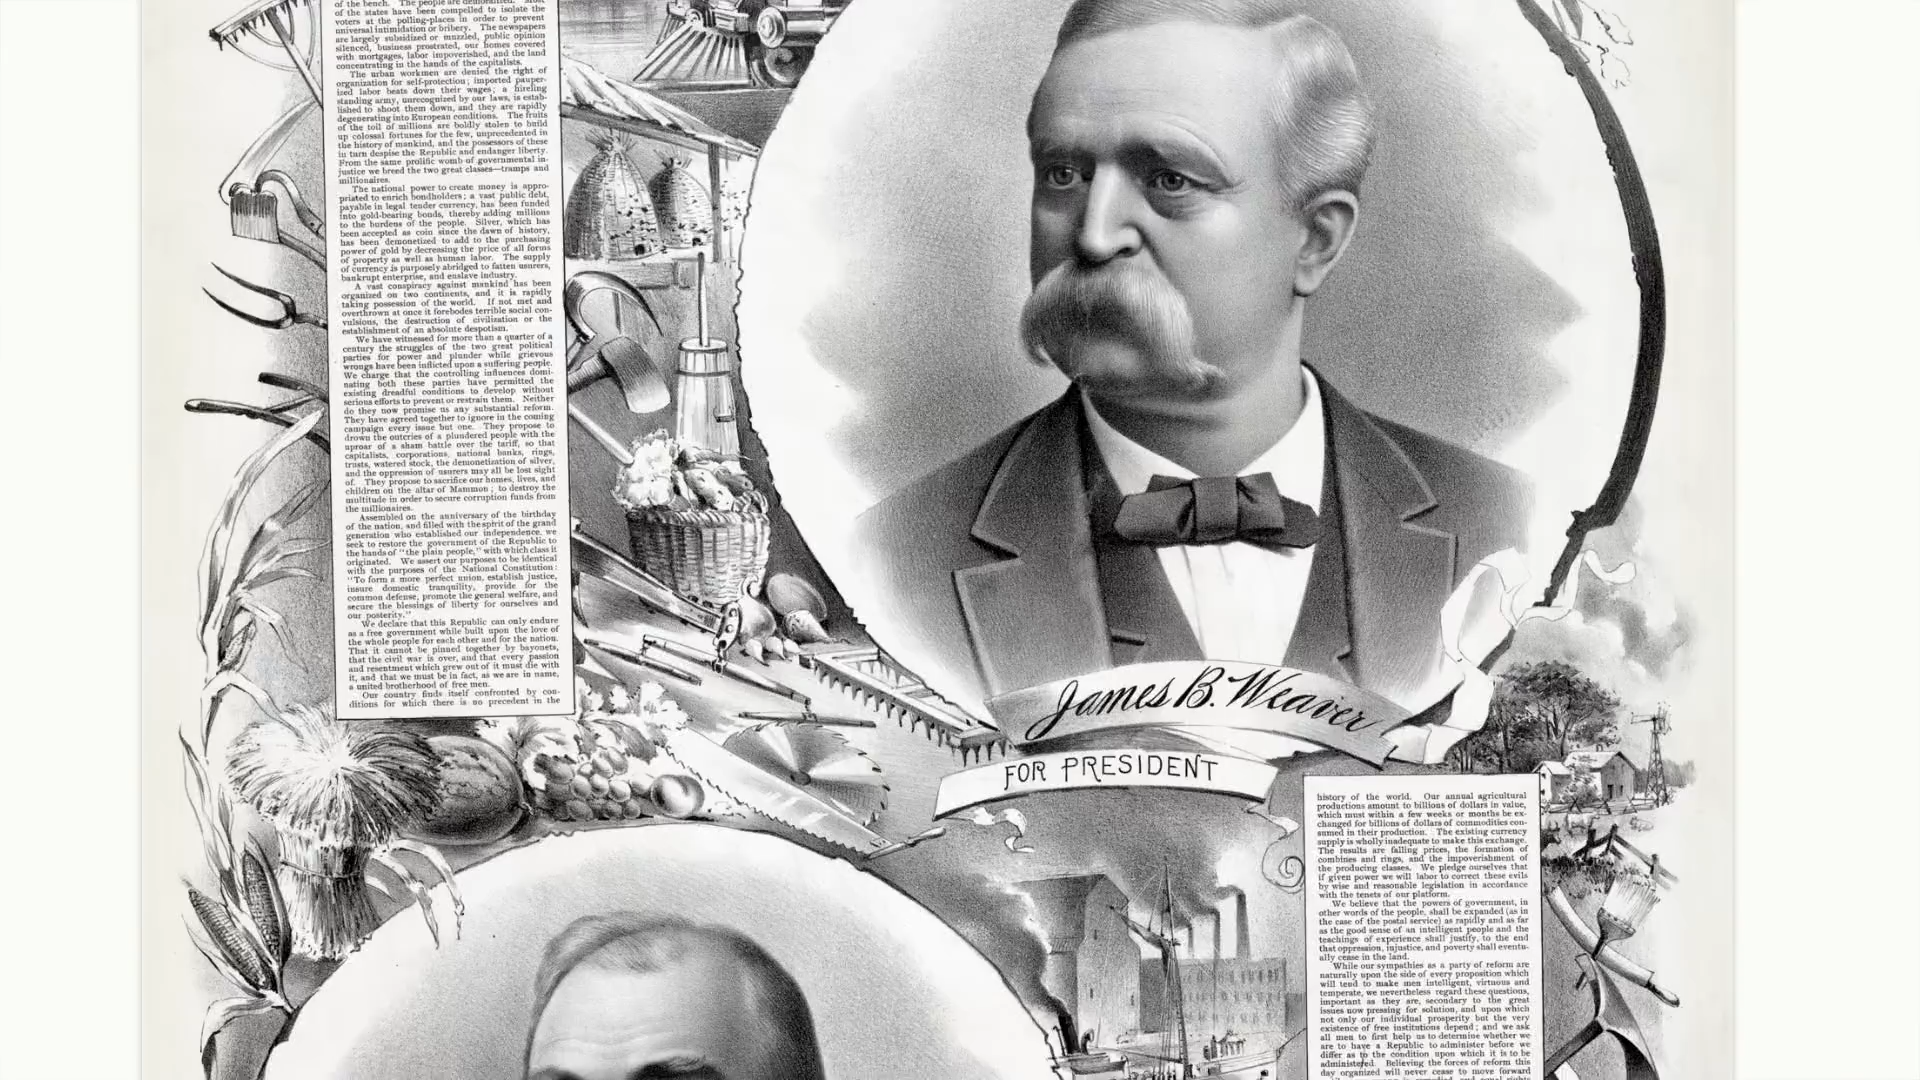 of the bench. The people are demoralized. Most
of the states have been compelled to isolate the
voters at the polling-places in order to prevent
universal intimidation or bribery. The newspapers
are largely subsidized or muzzled, public opinion
silenced, business prostrated, our homes covered
with mortgages, labor impoverished, and the land
concentrating in the hands of the capitalists.
The urban workmen are denied the right of
organization for self-protection; imported pauper-
ized labor beats down their wages; a hireling
standing army, unrecognized by our laws, is estab-
lished to shoot them down, and they are rapidly
degenerating into European conditions. The fruits
of the toil of millions are boldly stolen to build
up colossal fortunes for the few, unprecedented in
the history of mankind, and the possessors of these
in turn despise the Republic and endanger liberty.
From the same prolific womb of governmental in-
justice we breed the two great classes—tramps and
millionaires.
The national power to create money is appro-
priated to enrich bondholders; a vast public debt,
payable in legal tender currency, has been funded
into gold-bearing bonds, thereby adding millions
to the burdens of the people. Silver, which has
been accepted as coin since the dawn of history,
has been demonetized to add to the purchasing
power of gold by decreasing the price of all forms
of property as well as human labor. The supply
of currency is purposely abridged to fatten usurers,
bankrupt enterprise, and enslave industry.
A vast conspiracy against mankind has been
organized on two continents, and it is rapidly
taking possession of the world. If not met and
overthrown at once it forebodes terrible social con-
vulsions, the destruction of civilization or the
establishment of an absolute despotism.
We have witnessed for more than a quarter of a
century the struggles of the two great political
parties for power and plunder while grievous
wrongs have been inflicted upon a suffering people.
We charge that the controlling influences domi-
nating both these parties have permitted the
existing dreadful conditions to develop without
serious efforts to prevent or restrain them. Neither
do they now promise us any substantial reform.
They have agreed together to ignore in the coming
campaign every issue but one. They propose to
drown the outcries of a plundered people with the
uproar of a sham battle over the tariff, so that
capitalists, corporations, national banks, rings,
trusts, watered stock, the demonetization of silver,
and the oppression of usurers may all be lost sight
of. They propose to sacrifice our homes, lives, and
children on the altar of Mammon; to destroy the
multitude in order to secure corruption funds from
the millionaires.
Assembled on the anniversary of the birthday
of the nation, and filled with the spirit of the grand
generation who established our independence, we
seek to restore the government of the Republic to
the hands of "the plain people," with which class it
originated. We assert our purposes to be identical
with the purposes of the National Constitution:
"To form a more perfect union, establish justice,
insure domestic tranquility, provide for the
common defense, promote the general welfare, and
secure the blessings of liberty for ourselves and
our posterity."
We declare that this Republic can only endure
as a free government while built upon the love of
the whole people for each other and for the nation.
That it cannot be pinned together by bayonets,
that the civil war is over, and that every passion
and resentment which grew out of it must die with
it, and that we must be in fact, as we are in name,
a united brotherhood of free men.
Our country finds itself confronted by con-
ditions for which there is no precedent in the
James B. Weaver
FOR PRESIDENT
history of the world. Our annual agricultural
productions amount to billions of dollars in value,
which must within a few weeks or months be ex-
changed for billions of dollars of commodities con-
sumed in their production. The existing currency
supply is wholly inadequate to make this exchange.
The results are falling prices, the formation of
combines and rings, and the impoverishment of
the producing classes. We pledge ourselves that
if given power we will labor to correct these evils
by wise and reasonable legislation in accordance
with the tenets of our platform.
We believe that the powers of government, in
other words of the people, shall be expanded (as in
the case of the postal service) as rapidly and as far
as the good sense of an intelligent people and the
teachings of experience shall justify, to the end
that oppression, injustice, and poverty shall eventu-
ally cease in the land.
While our sympathies as a party of reform are
naturally upon the side of every proposition which
will tend to make men intelligent, virtuous and
temperate, we nevertheless regard these questions,
important as they are, secondary to the great
issues now pressing for solution, and upon which
not only our individual prosperity but the very
existence of free institutions depend; and we ask
all men to first help us to determine whether we
are to have a Republic to administer before we
differ as to the condition upon which it is to be
administered. Believing the forces of reform this
day organized will never cease to move forward